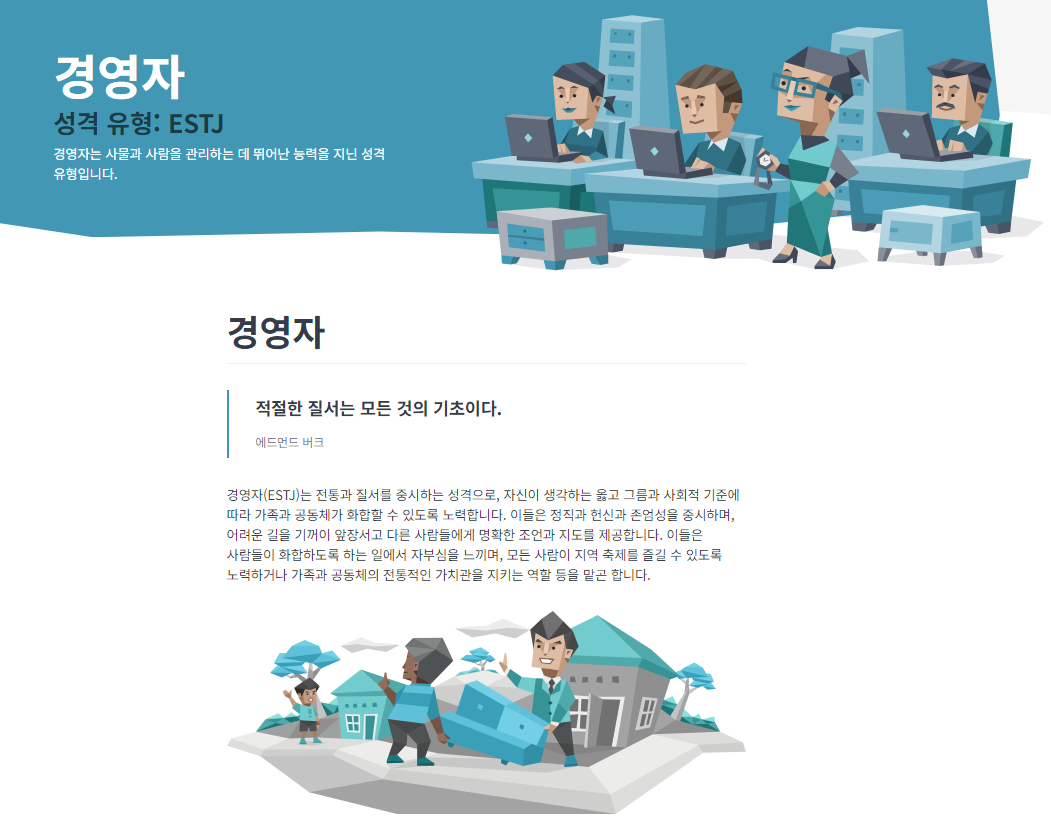 경영자
성격 유형: ESTJ
경영자는 사물과 사람을 관리하는 데 뛰어난 능력을 지닌 성격
유형입니다.
경영자
적절한 질서는 모든 것의 기초이다.
에드먼드 버크
경영자(ESTJ)는 전통과 질서를 중시하는 성격으로, 자신이 생각하는 옳고 그름과 사회적 기준에
따라 가족과 공동체가 화합할 수 있도록 노력합니다. 이들은 정직과 헌신과 존엄성을 중시하며,
어려운 길을 기꺼이 앞장서고 다른 사람들에게 명확한 조언과 지도를 제공합니다. 이들은
사람들이 화합하도록 하는 일에서 자부심을 느끼며, 모든 사람이 지역 축제를 즐길 수 있도록
노력하거나 가족과 공동체의 전통적인 가치관을 지키는 역할 등을 맡곤 합니다.